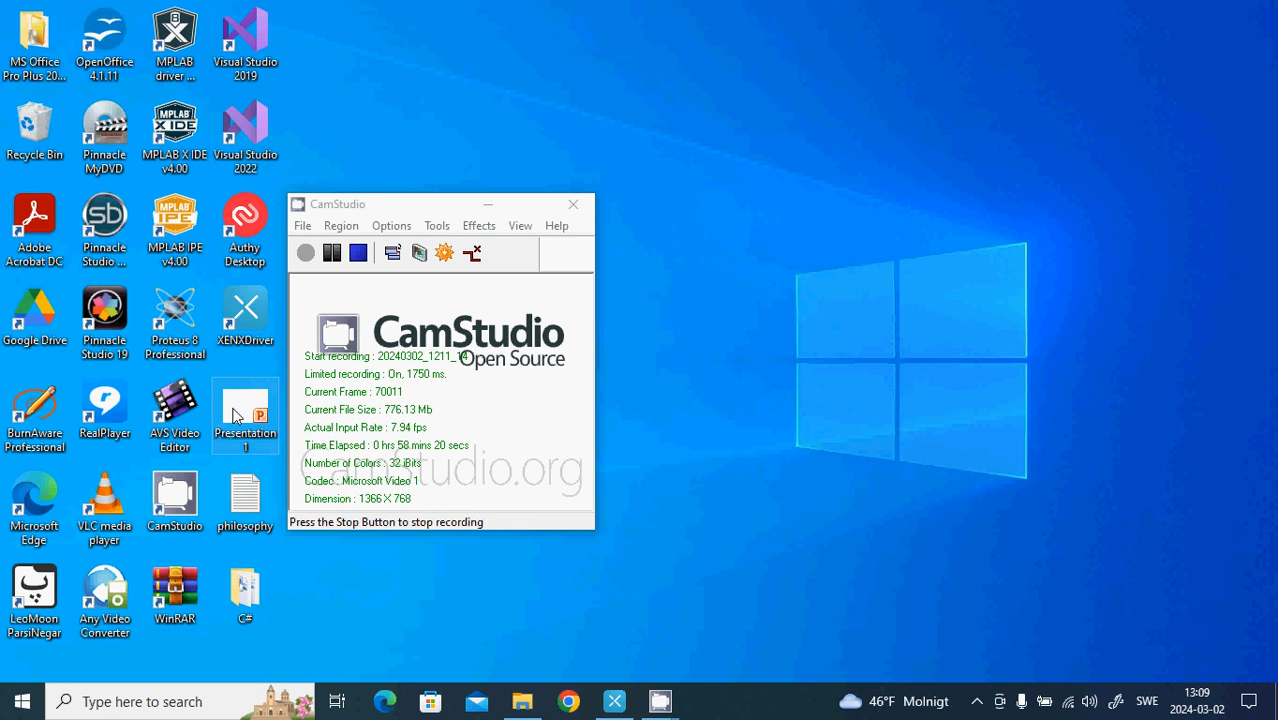 MS Office
Pro Plus 20...
OpenOffice
4.1.11
MPLAB
driver ...
Visual Studio
2019
Recycle Bin
Pinnacle
MyDVD
MPLAB X IDE
v4.00
Visual Studio
2022
Adobe
Acrobat DC
Pinnacle
Studio ...
MPLAB IPE
v4.00
Authy
Desktop
Google Drive
Pinnacle
Studio 19
Proteus 8
Professional
XENXDriver
BurnAware
Professional
RealPlayer
AVS Video
Editor
Presentation
1
Microsoft
Edge
VLC media
player
CamStudio
philosophy
LeoMoon
ParsiNegar
Any Video
Converter
WinRAR
C#
CamStudio
File Region Options Tools Effects View Help
CamStudio
Open Source
Start recording : 20240302_1211_14
Limited recording : On, 1750 ms.
Current Frame : 70011
Current File Size : 776.13 Mb
Actual Input Rate : 7.94 fps
Time Elapsed : 0 hrs 58 mins 20 secs
Number of Colors : 32 Bits
CamStudio.org
Codec : Microsoft Video 1
Dimension : 1366 X 768
Press the Stop Button to stop recording
Type here to search
46°F Molnigt
SWE
13:09
2024-03-02